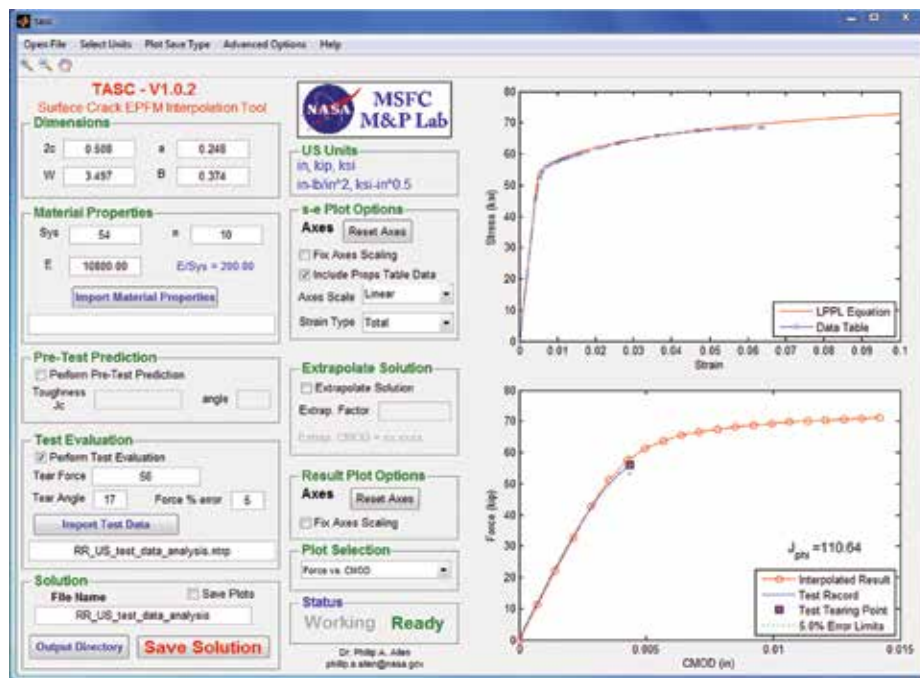 tasc
Open File Select Units Plot Save Type Advanced Options Help
TASC - V1.0.2
Surface Crack EPFM Interpolation Tool
Dimensions
2c 0.508 a 0.248
W 3.497 B 0.374
Material Properties
Sys 54 n 10
E 10800.00 E/Sys = 200.00
Import Material Properties
Pre-Test Prediction
Perform Pre-Test Prediction
Toughness
Jc
angle
Test Evaluation
Perform Test Evaluation
Tear Force 56
Tear Angle 17 Force % error 5
Import Test Data
RR_US_test_data_analysis.ntrp
Solution
File Name Save Plots
RR_US_test_data_analysis
Output Directory Save Solution
NASA
MSFC
M&P Lab
US Units
in, kip, ksi
in-lb/in^2, ksi-in^0.5
s-e Plot Options
Axes Reset Axes
Fix Axes Scaling
Include Props Table Data
Axes Scale Linear
Strain Type Total
Extrapolate Solution
Extrapolate Solution
Extrap. Factor
Extrap. CMOD = xx.xxxx
Result Plot Options
Axes Reset Axes
Fix Axes Scaling
Plot Selection
Force vs. CMOD
Status
Working Ready
Dr. Phillip A. Allen
phillip.a.allen@nasa.gov
80
70
60
50
40
30
20
10
0
Stress (ksi)
LPPL Equation
Data Table
0 0.01 0.02 0.03 0.04 0.05 0.06 0.07 0.08 0.09 0.1
Strain
80
70
60
50
40
30
20
10
0
Force (kip)
Jphi =110.64
Interpolated Result
Test Record
Test Tearing Point
5.0% Error Limits
0 0.005 0.01 0.015
CMOD (in)